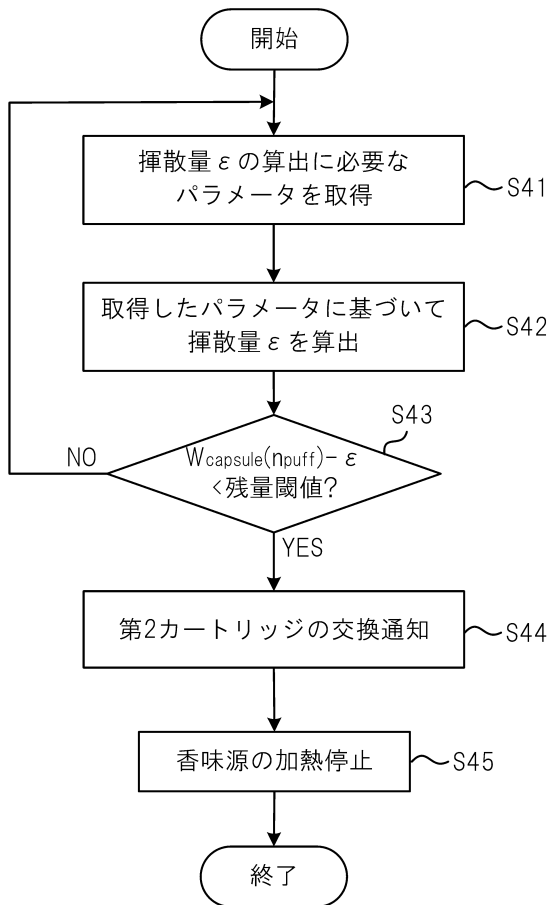 開始
揮散量εの算出に必要な
パラメータを取得
S41
取得したパラメータに基づいて
揮散量εを算出
S42
S43
Wcapsule(npuff)-ε
<残量閾値?
NO
YES
第2カートリッジの交換通知
S44
香味源の加熱停止
S45
終了